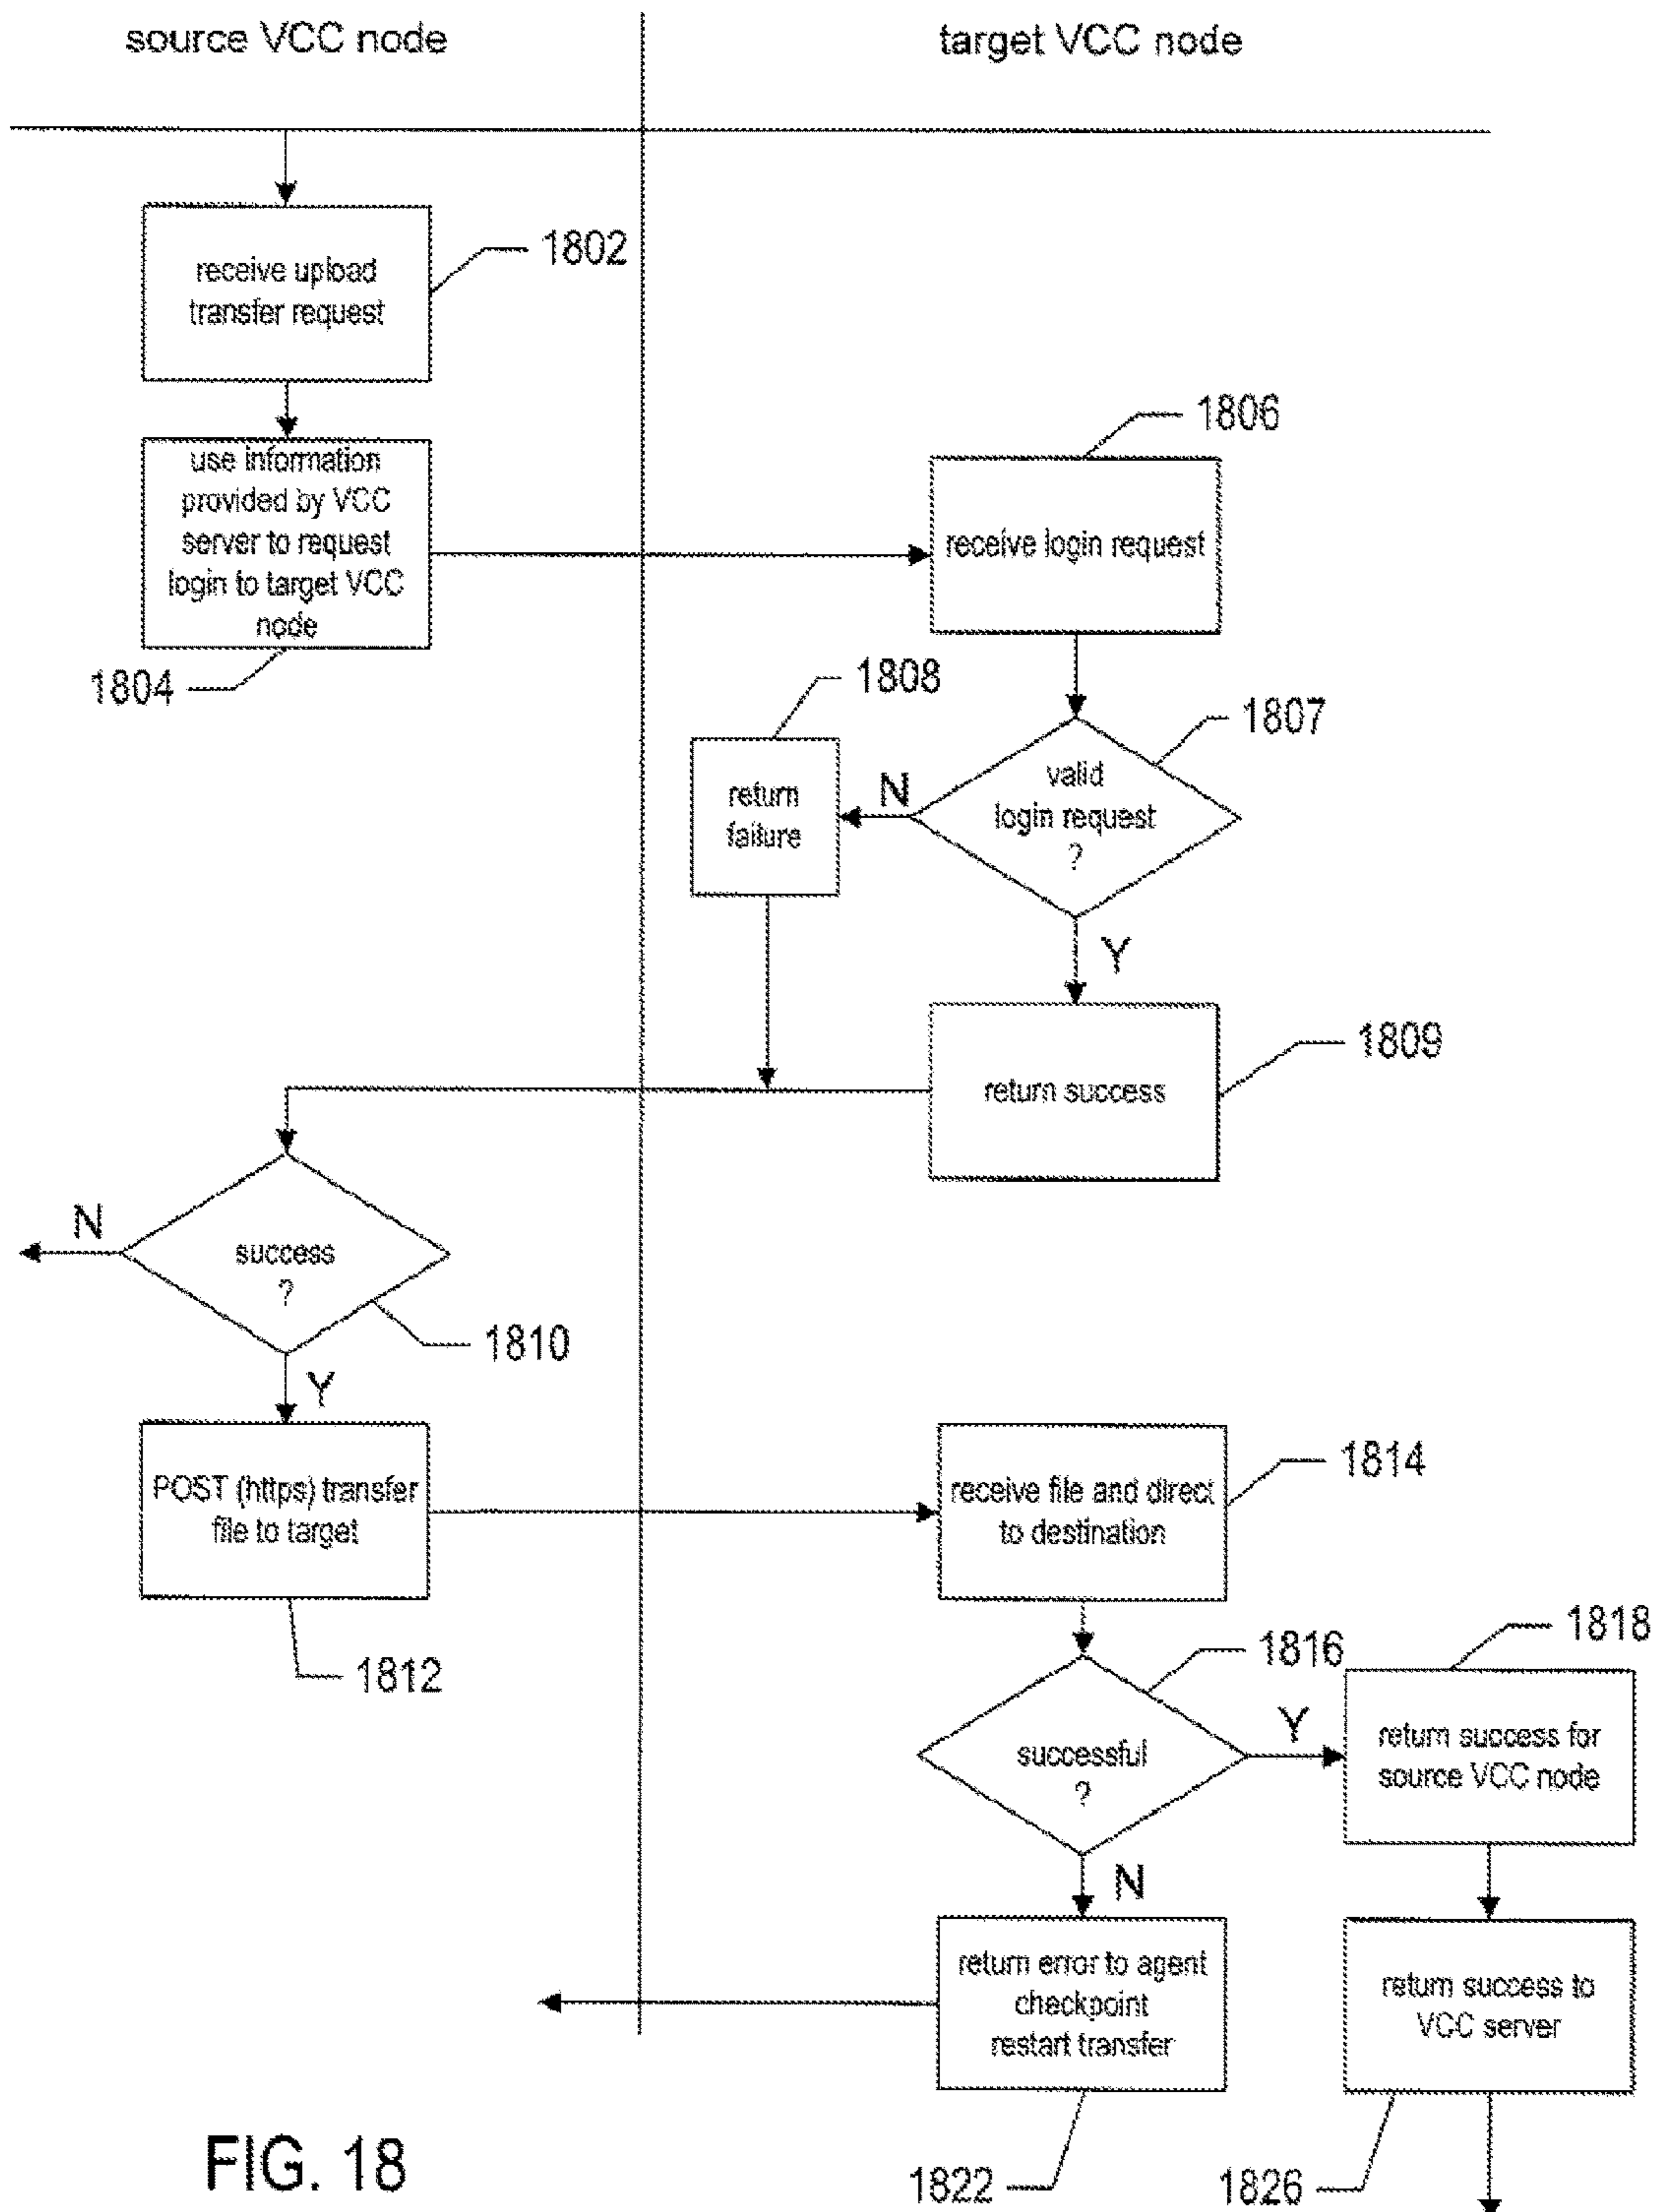 source VCC node
target VCC node
receive upload
transfer request
1802
use information
provided by VCC
server to request
login to target VCC
node
1804
1806
receive login request
1808
return
failure
N
1807
valid
login request
?
Y
1809
return success
N
success
?
1810
Y
POST (https) transfer
file to target
1812
receive file and direct
to destination
1814
1816
successful
?
Y
1818
return success for
source VCC node
N
return error to agent
checkpoint
restart transfer
1822
return success to
VCC server
1826
FIG. 18